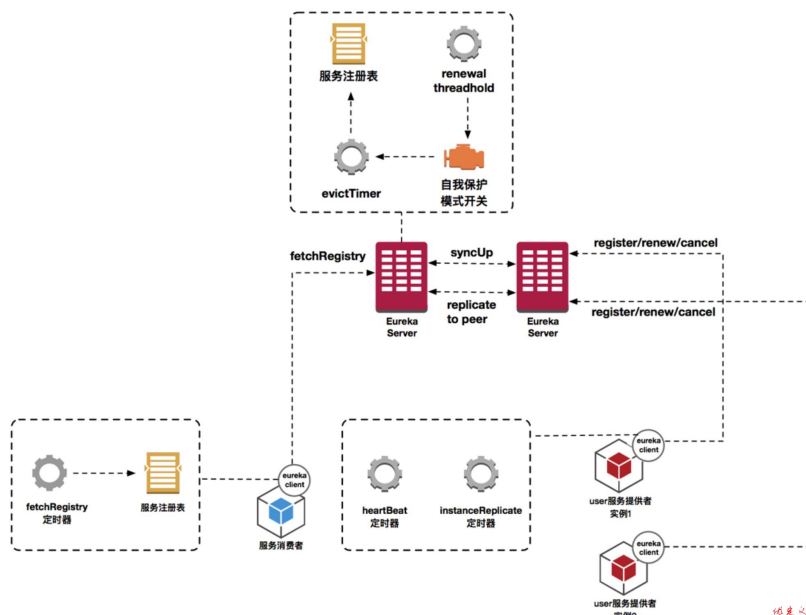 服务注册表
renewal
threadhold
evictTimer
自我保护
模式开关
fetchRegistry
syncUp
register/renew/cancel
replicate
to peer
register/renew/cancel
Eureka
Server
Eureka
Server
eureka
client
eureka
client
fetchRegistry
定时器
服务注册表
服务消费者
heartBeat
定时器
instanceReplicate
定时器
user服务提供者
实例1
eureka
client
user服务提供者